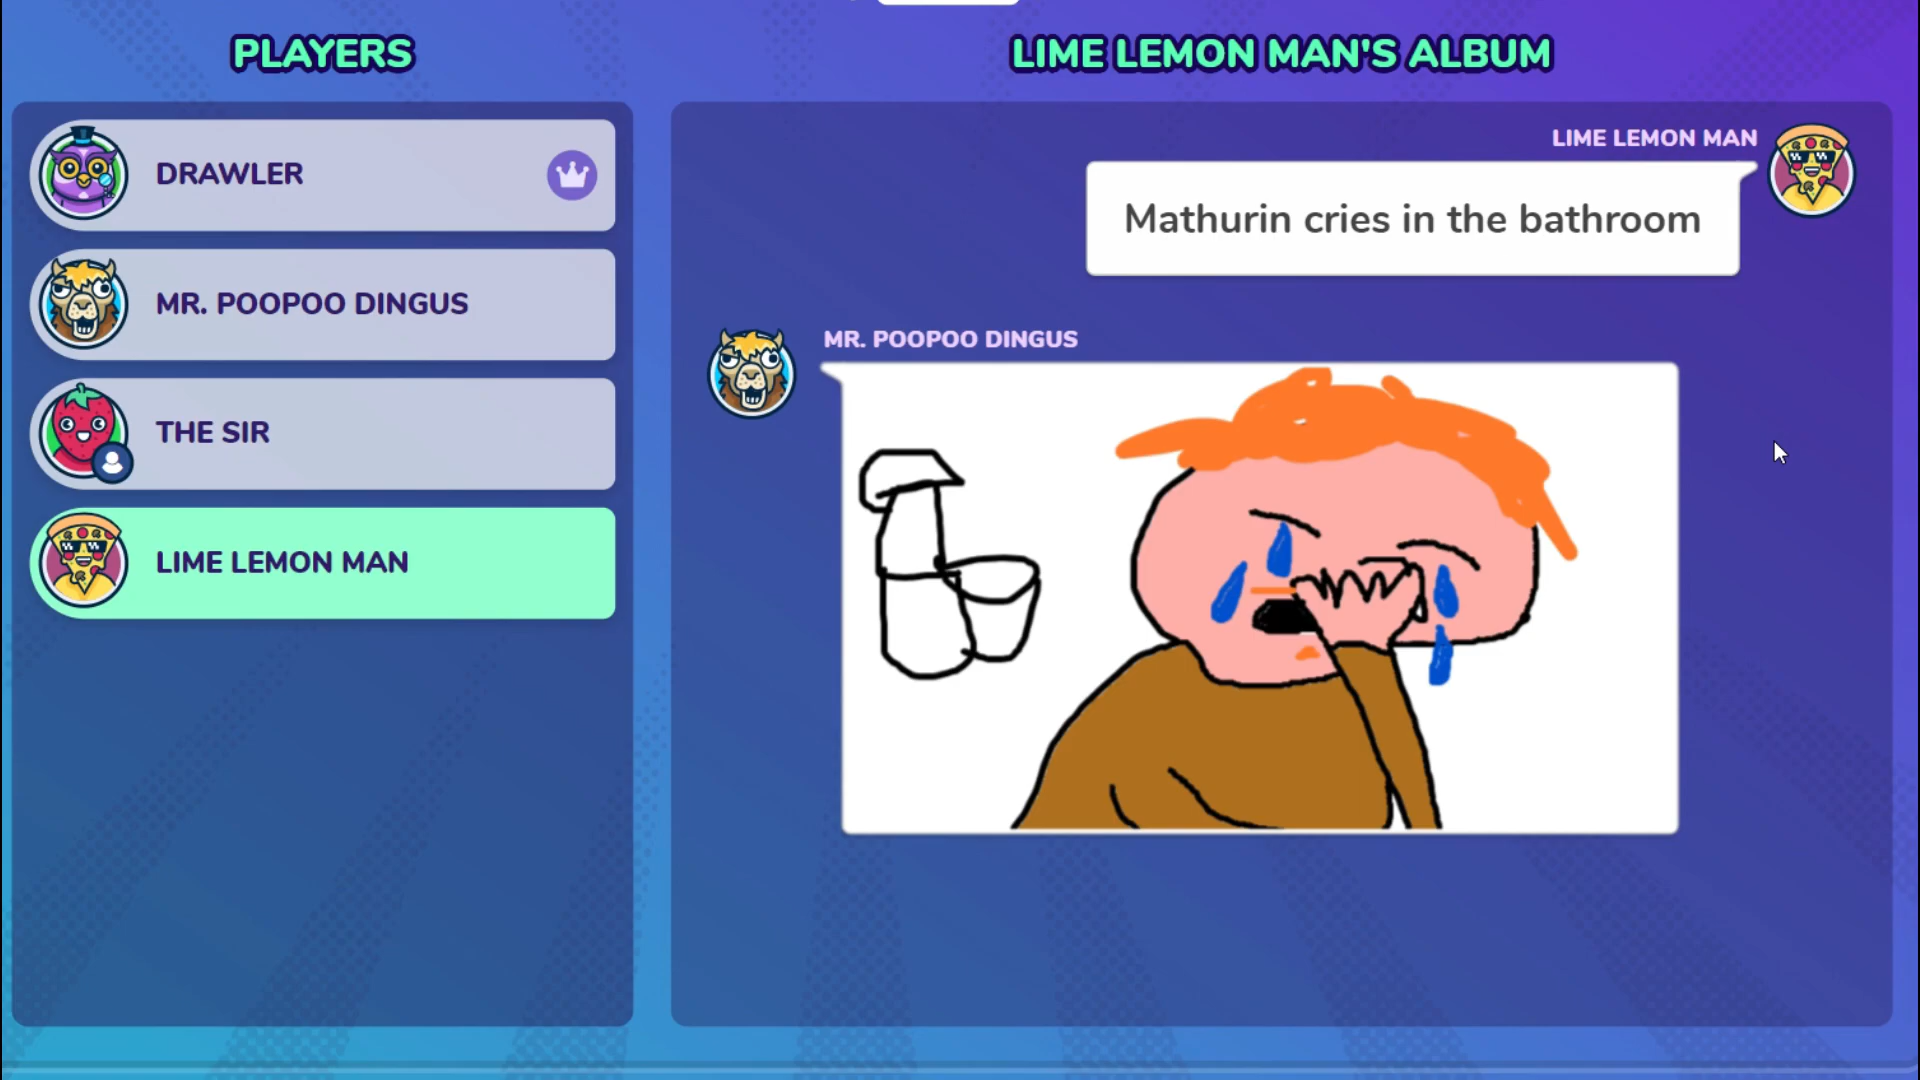 PLAYERS
DRAWLER
MR. POOPOO DINGUS
THE SIR
LIME LEMON MAN
LIME LEMON MAN'S ALBUM
LIME LEMON MAN
Mathurin cries in the bathroom
MR. POOPOO DINGUS